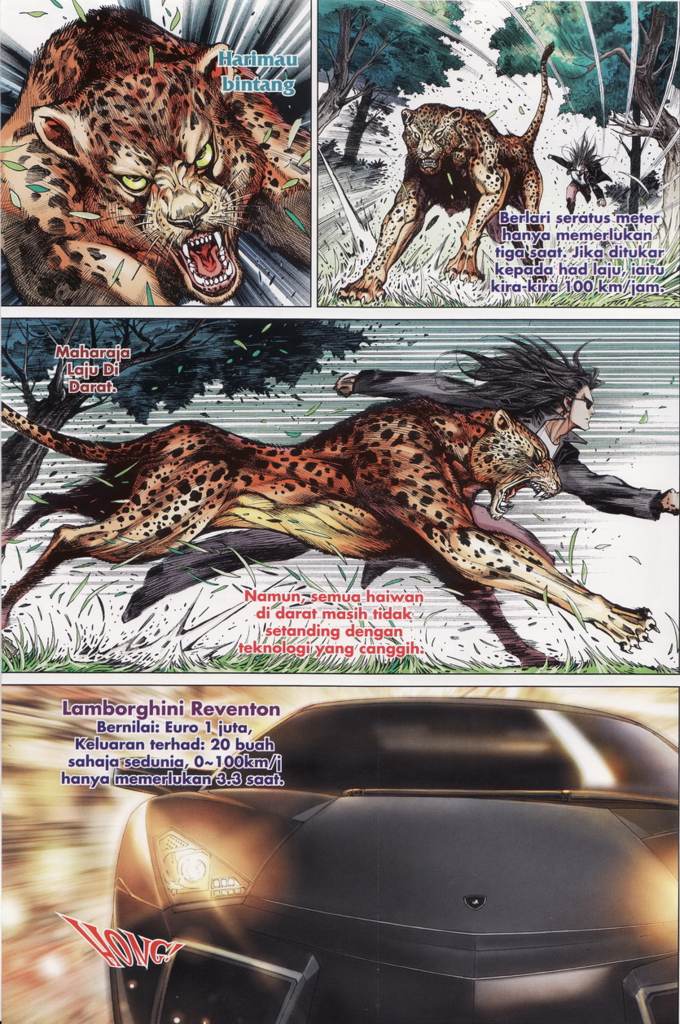 Harimau
bintang
Berlari seratus meter
hanya memerlukan
tiga saat. Jika ditukar
kepada had laju, iaitu
kira-kira 100 km/jam.
Maharaja
Laju Di
Darat.
Namun, semua haiwan
di darat masih tidak
setanding dengan
teknologi yang canggih.
Lamborghini Reventon
Bernilai: Euro 1 juta,
Keluaran terhad: 20 buah
sahaja sedunia, 0~100km/j
hanya memerlukan 3.3 saat.
HONG!